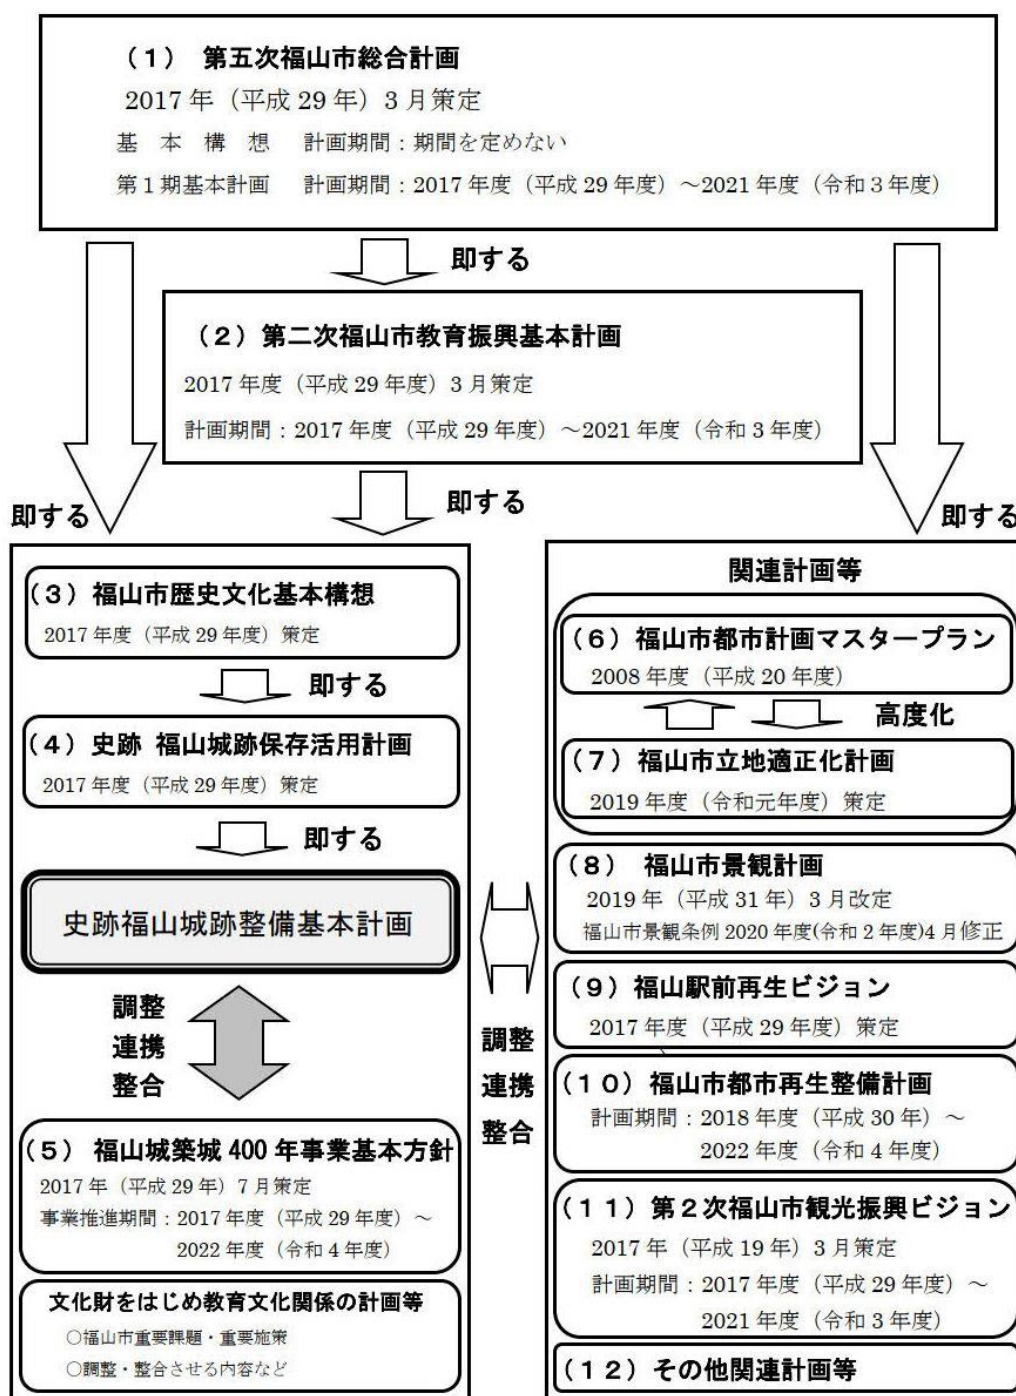 （１） 第五次福山市総合計画
2017 年（平成 29 年）3 月策定
基　本　構　想　計画期間：期間を定めない
第１期基本計画　計画期間：2017 年度（平成 29 年度）～2021 年度（令和３年度）
即する
（２）第二次福山市教育振興基本計画
2017 年度（平成 29 年度）3 月策定
計画期間：2017 年度（平成 29 年度）～2021 年度（令和 3 年度）
即する
即する
即する
（３）福山市歴史文化基本構想
2017 年度（平成 29 年度）策定
即する
（４）史跡 福山城跡保存活用計画
2017 年度（平成 29 年度）策定
即する
史跡福山城跡整備基本計画
調整
連携
整合
（５） 福山城築城 400 年事業基本方針
2017 年（平成 29 年）7 月策定
事業推進期間：2017 年度（平成 29 年度）～
2022 年度（令和 4 年度）
文化財をはじめ教育文化関係の計画等
○福山市重要課題・重要施策
○調整・整合させる内容など
調整
連携
整合
関連計画等
（６）福山市都市計画マスタープラン
2008 年度（平成 20 年度）
高度化
（７）福山市立地適正化計画
2019 年度（令和元年度）策定
（８） 福山市景観計画
2019 年（平成 31 年）3 月改定
福山市景観条例 2020 年度(令和 2 年度)4 月修正
（９）福山駅前再生ビジョン
2017 年度（平成 29 年度）策定
（１０）福山市都市再生整備計画
計画期間：2018 年度（平成 30 年）～
2022 年度（令和 4 年度）
（１１）第２次福山市観光振興ビジョン
2017 年（平成 19 年）3 月策定
計画期間：2017 年度（平成 29 年度）～
2021 年度（令和 3 年度）
（１２）その他関連計画等